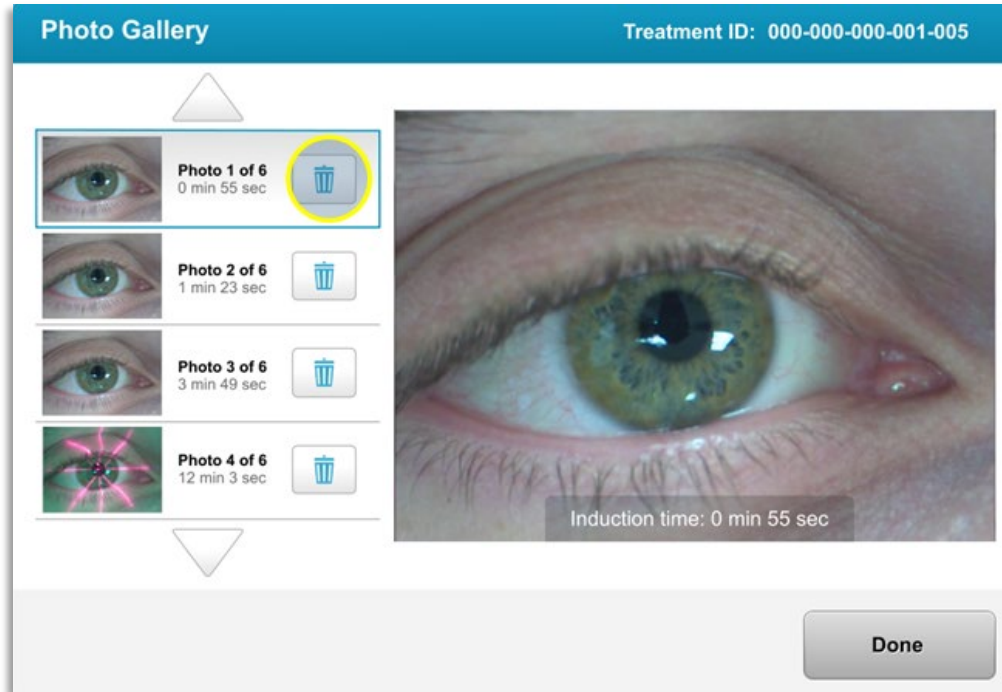 Photo Gallery
Treatment ID: 000-000-000-001-005
Photo 1 of 6
0 min 55 sec
Photo 2 of 6
1 min 23 sec
Photo 3 of 6
3 min 49 sec
Photo 4 of 6
12 min 3 sec
Induction time: 0 min 55 sec
Done